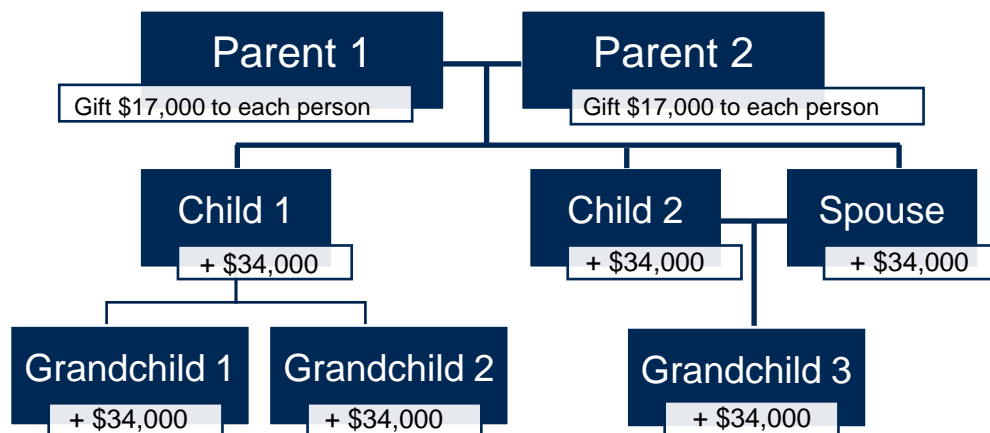 Parent 1
Parent 2
Gift $17,000 to each person
Gift $17,000 to each person
Child 1
Child 2
Spouse
+ $34,000
+ $34,000
+ $34,000
Grandchild 1
Grandchild 2
Grandchild 3
+ $34,000
+ $34,000
+ $34,000